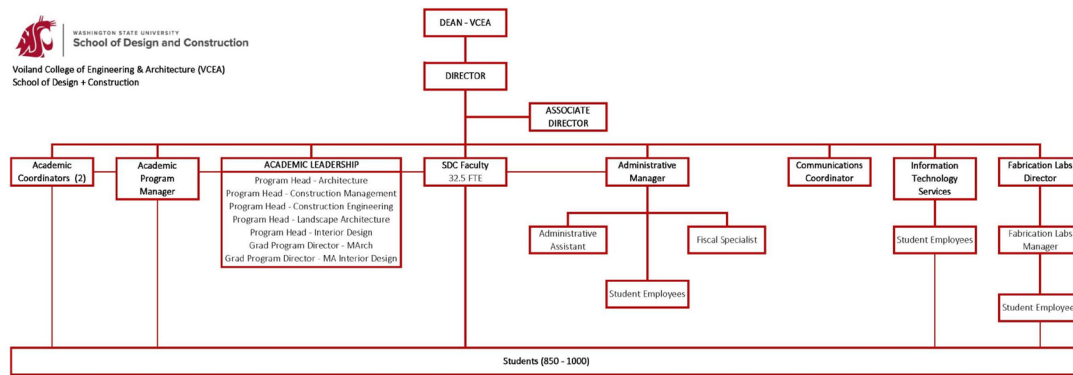 WASHINGTON STATE UNIVERSITY
School of Design and Construction
Voiland College of Engineering & Architecture (VCEA)
School of Design + Construction
DEAN - VCEA
DIRECTOR
ASSOCIATE
DIRECTOR
Academic
Coordinators (2)
Academic
Program
Manager
ACADEMIC LEADERSHIP
Program Head - Architecture
Program Head - Construction Management
Program Head - Construction Engineering
Program Head - Landscape Architecture
Program Head - Interior Design
Grad Program Director - MArch
Grad Program Director - MA Interior Design
SDC Faculty
32.5 FTE
Administrative
Manager
Administrative
Assistant
Fiscal Specialist
Student Employees
Communications
Coordinator
Information
Technology
Services
Student Employees
Fabrication Labs
Director
Fabrication Labs
Manager
Student Employee
Students (850 - 1000)